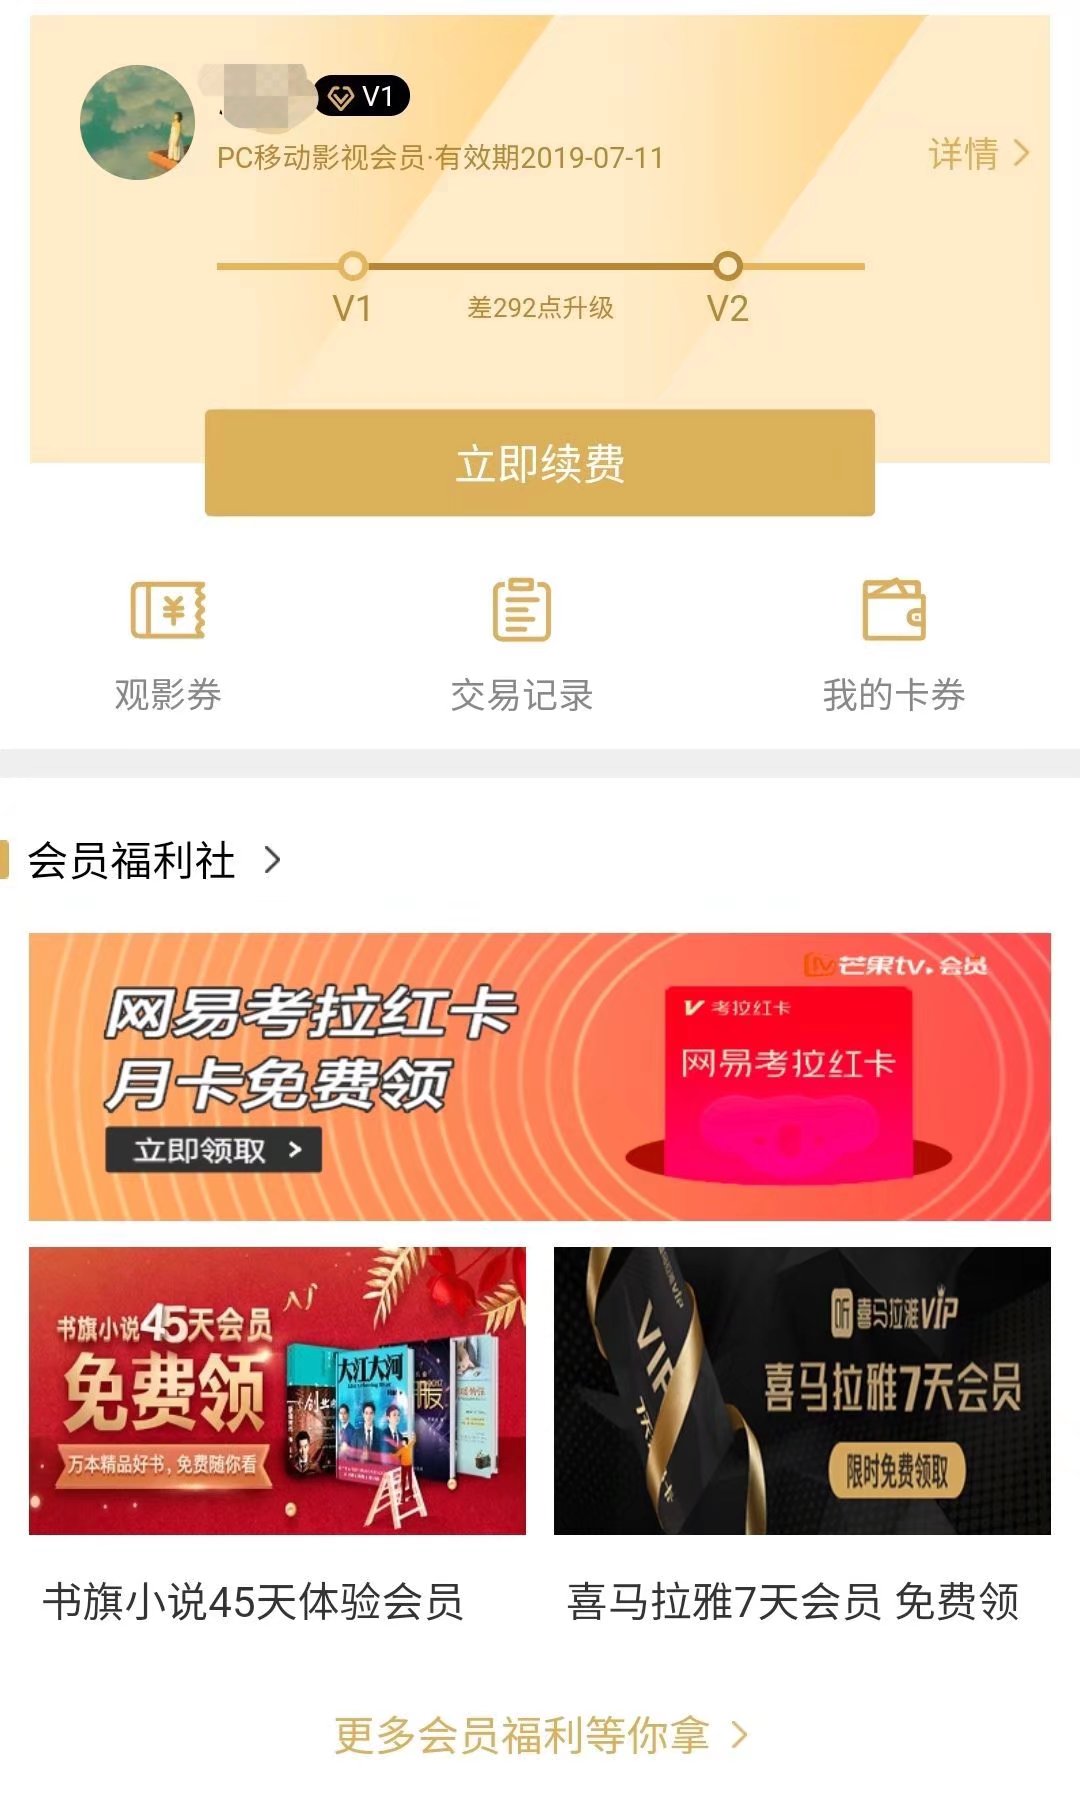 V1
PC移动影视会员·有效期2019-07-11
详情
V1
差292点升级
V2
立即续费
观影券
交易记录
我的卡券
会员福利社
芒果tv.会员
网易考拉红卡
月卡免费领
立即领取
考拉红卡
网易考拉红卡
书旗小说45天会员
免费领
万本精品好书，免费随你看
大江大河
喜马拉雅VIP
喜马拉雅7天会员
限时免费领取
VIP
书旗小说45天体验会员
喜马拉雅7天会员 免费领
更多会员福利等你拿